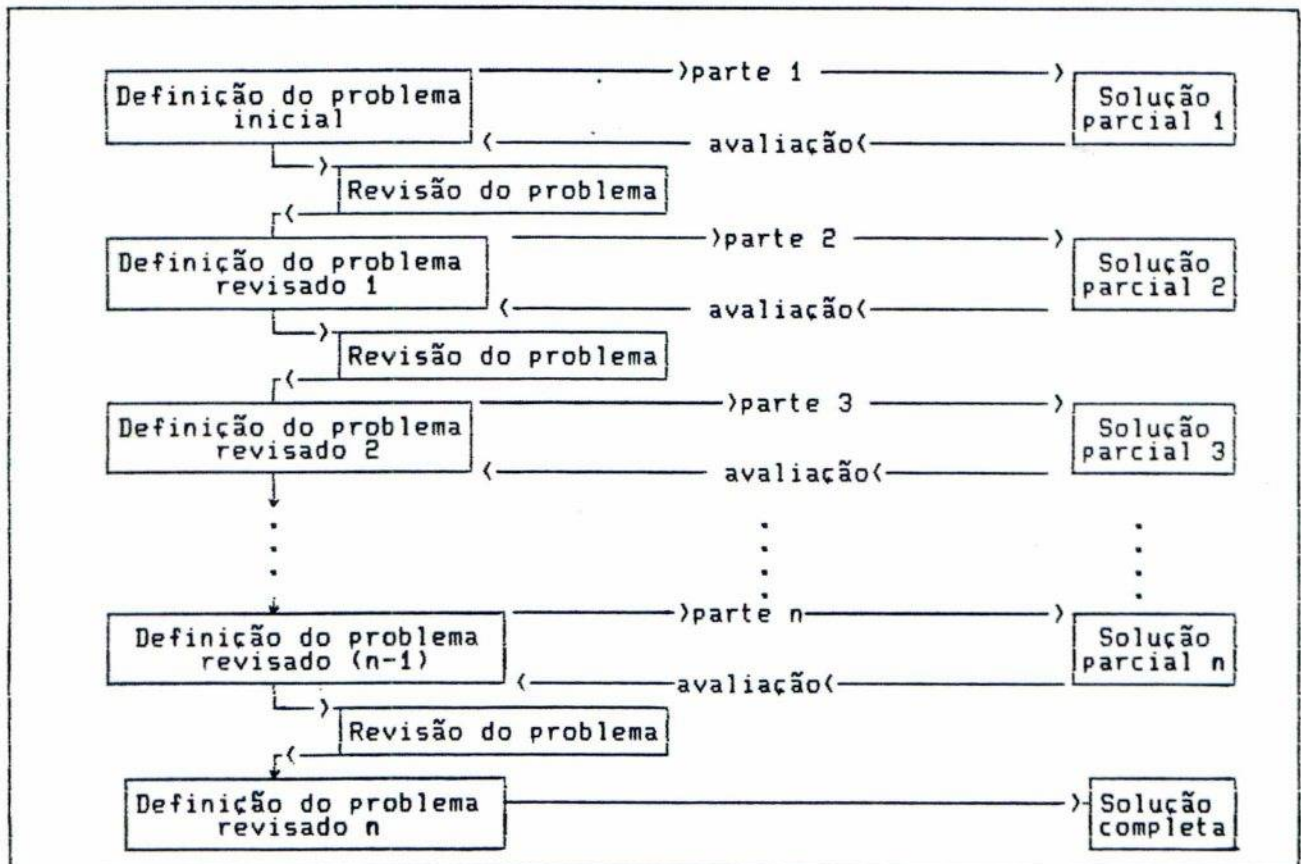 parte 1
Definição do problema
inicial
Solução
parcial 1
avaliação
Revisão do problema
parte 2
Definição do problema
revisado 1
Solução
parcial 2
avaliação
Revisão do problema
parte 3
Definição do problema
revisado 2
Solução
parcial 3
avaliação
parte n
Definição do problema
revisado (n-1)
Solução
parcial n
avaliação
Revisão do problema
Definição do problema
revisado n
Solução
completa